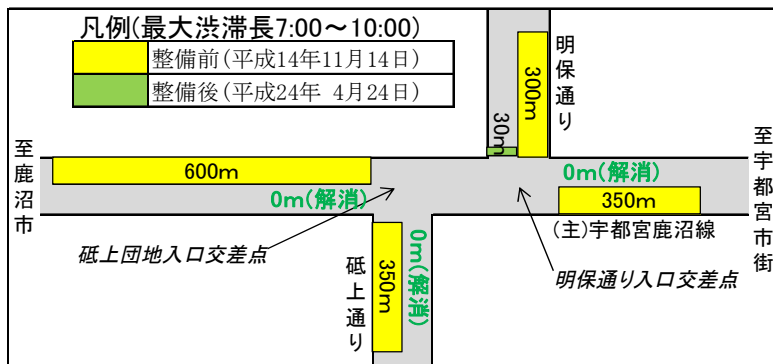 凡例(最大渋滞長7:00～10:00)
整備前(平成14年11月14日)
整備後(平成24年 4月24日)
明保通り
300m
30m
至鹿沼市
至宇都宮市街
600m
0m(解消)
0m(解消)
350m
(主)宇都宮鹿沼線
砥上団地入口交差点
明保通り入口交差点
砥上通り
350m
0m(解消)